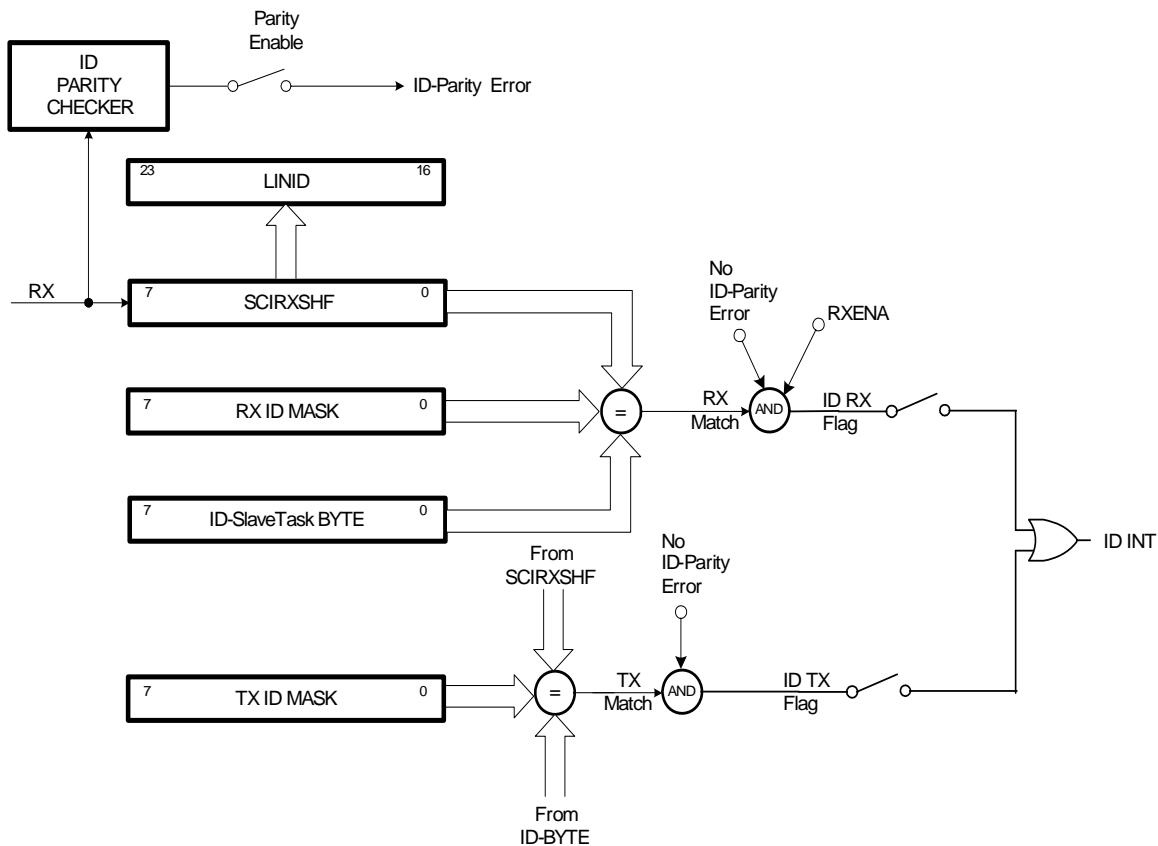 Parity
Enable
ID
PARITY
CHECKER
ID-Parity Error
23 LINID 16
RX
7 SCIRXSHF 0
No
ID-Parity
Error
RXENA
7 RX ID MASK 0
=
RX
Match
AND
ID RX
Flag
7 ID-SlaveTask BYTE 0
From
SCIRXSHF
No
ID-Parity
Error
ID INT
7 TX ID MASK 0
=
TX
Match
AND
ID TX
Flag
From
ID-BYTE